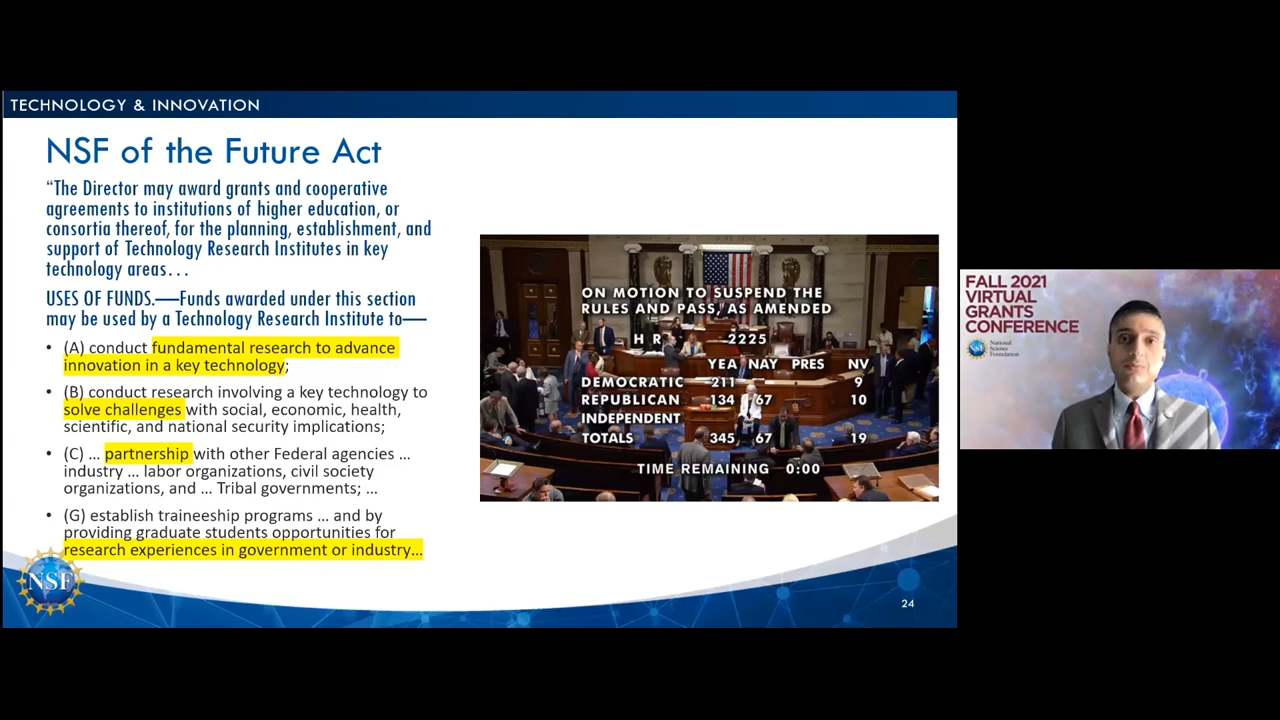 TECHNOLOGY & INNOVATION
NSF of the Future Act
“The Director may award grants and cooperative
agreements to institutions of higher education, or
consortia thereof, for the planning, establishment, and
support of Technology Research Institutes in key
technology areas…
USES OF FUNDS.—Funds awarded under this section
may be used by a Technology Research Institute to—
• (A) conduct fundamental research to advance
innovation in a key technology;
• (B) conduct research involving a key technology to
solve challenges with social, economic, health,
scientific, and national security implications;
• (C) … partnership with other Federal agencies …
industry … labor organizations, civil society
organizations, and … Tribal governments; …
• (G) establish traineeship programs … and by
providing graduate students opportunities for
research experiences in government or industry…
NSF
ON MOTION TO SUSPEND THE
RULES AND PASS, AS AMENDED
H R 2225
YEA NAY PRES NV
DEMOCRATIC 211 9
REPUBLICAN 134 67 10
INDEPENDENT
TOTALS 345 67 19
TIME REMAINING 0:00
24
FALL 2021
VIRTUAL
GRANTS
CONFERENCE
NSF
National
Science
Foundation